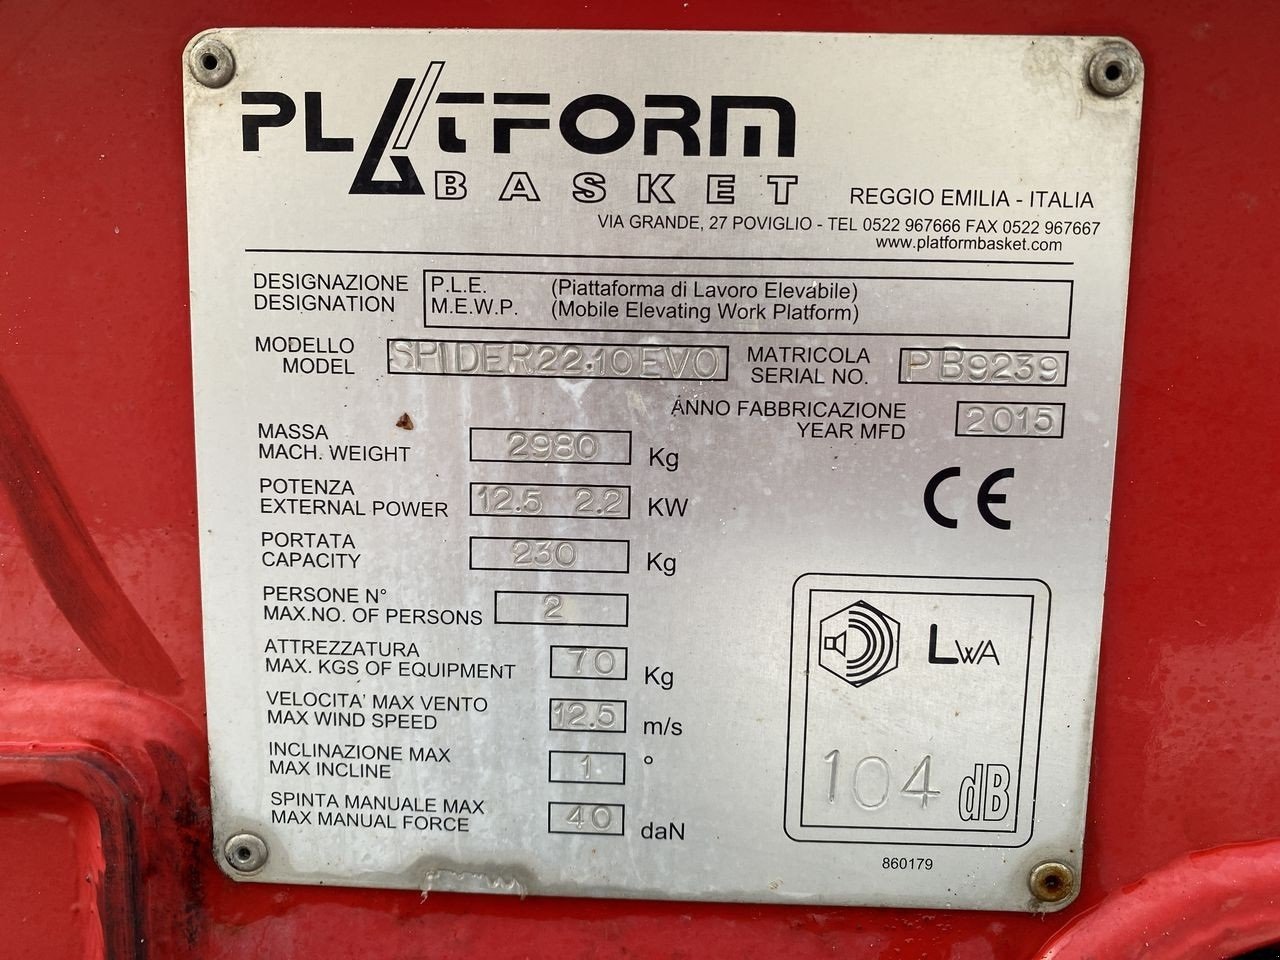 PLATFORM
BASKET
REGGIO EMILIA - ITALIA
VIA GRANDE, 27 POVIGLIO - TEL 0522 967666 FAX 0522 967667
www.platformbasket.com
DESIGNAZIONE P.L.E. (Piattaforma di Lavoro Elevabile)
DESIGNATION M.E.W.P. (Mobile Elevating Work Platform)
MODELLO
MODEL SPIDER22.10EVO
MATRICOLA
SERIAL NO. PB9239
ANNO FABBRICAZIONE
YEAR MFD 2015
MASSA
MACH. WEIGHT 2980 Kg
POTENZA
EXTERNAL POWER 12.5 2.2 KW
PORTATA
CAPACITY 230 Kg
PERSONE N°
MAX.NO. OF PERSONS 2
ATTREZZATURA
MAX. KGS OF EQUIPMENT 70 Kg
VELOCITA' MAX VENTO
MAX WIND SPEED 12.5 m/s
INCLINAZIONE MAX
MAX INCLINE 1 °
SPINTA MANUALE MAX
MAX MANUAL FORCE 40 daN
CE
LWA
104 dB
860179